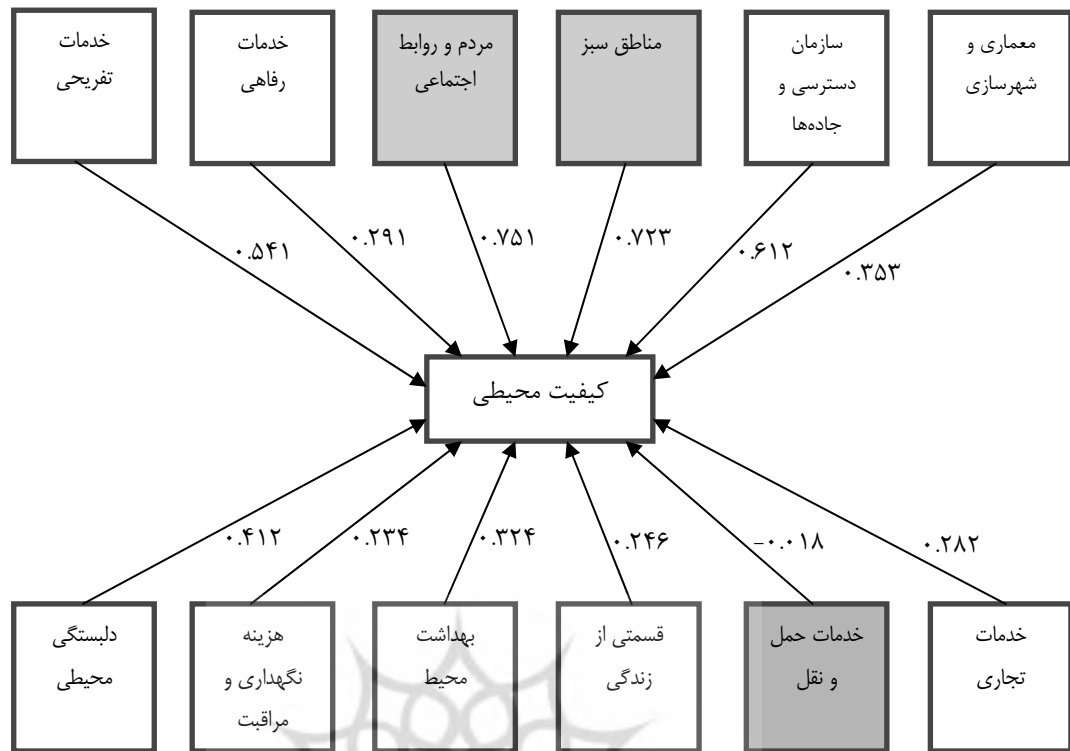 معماری و
شهرسازی
سازمان
دسترسی و
جاده‌ها
مناطق سبز
مردم و روابط
اجتماعی
خدمات
رفاهی
خدمات
تفریحی
۰.۳۵۳
۰.۶۱۲
۰.۷۲۳
۰.۷۵۱
۰.۲۹۱
۰.۵۴۱
کیفیت محیطی
۰.۲۸۲
-۰.۰۱۸
۰.۲۴۶
۰.۳۲۴
۰.۲۳۴
۰.۴۱۲
خدمات
تجاری
خدمات حمل
و نقل
قسمتی از
زندگی
بهداشت
محیط
هزینه
نگهداری و
مراقبت
دلبستگی
محیطی